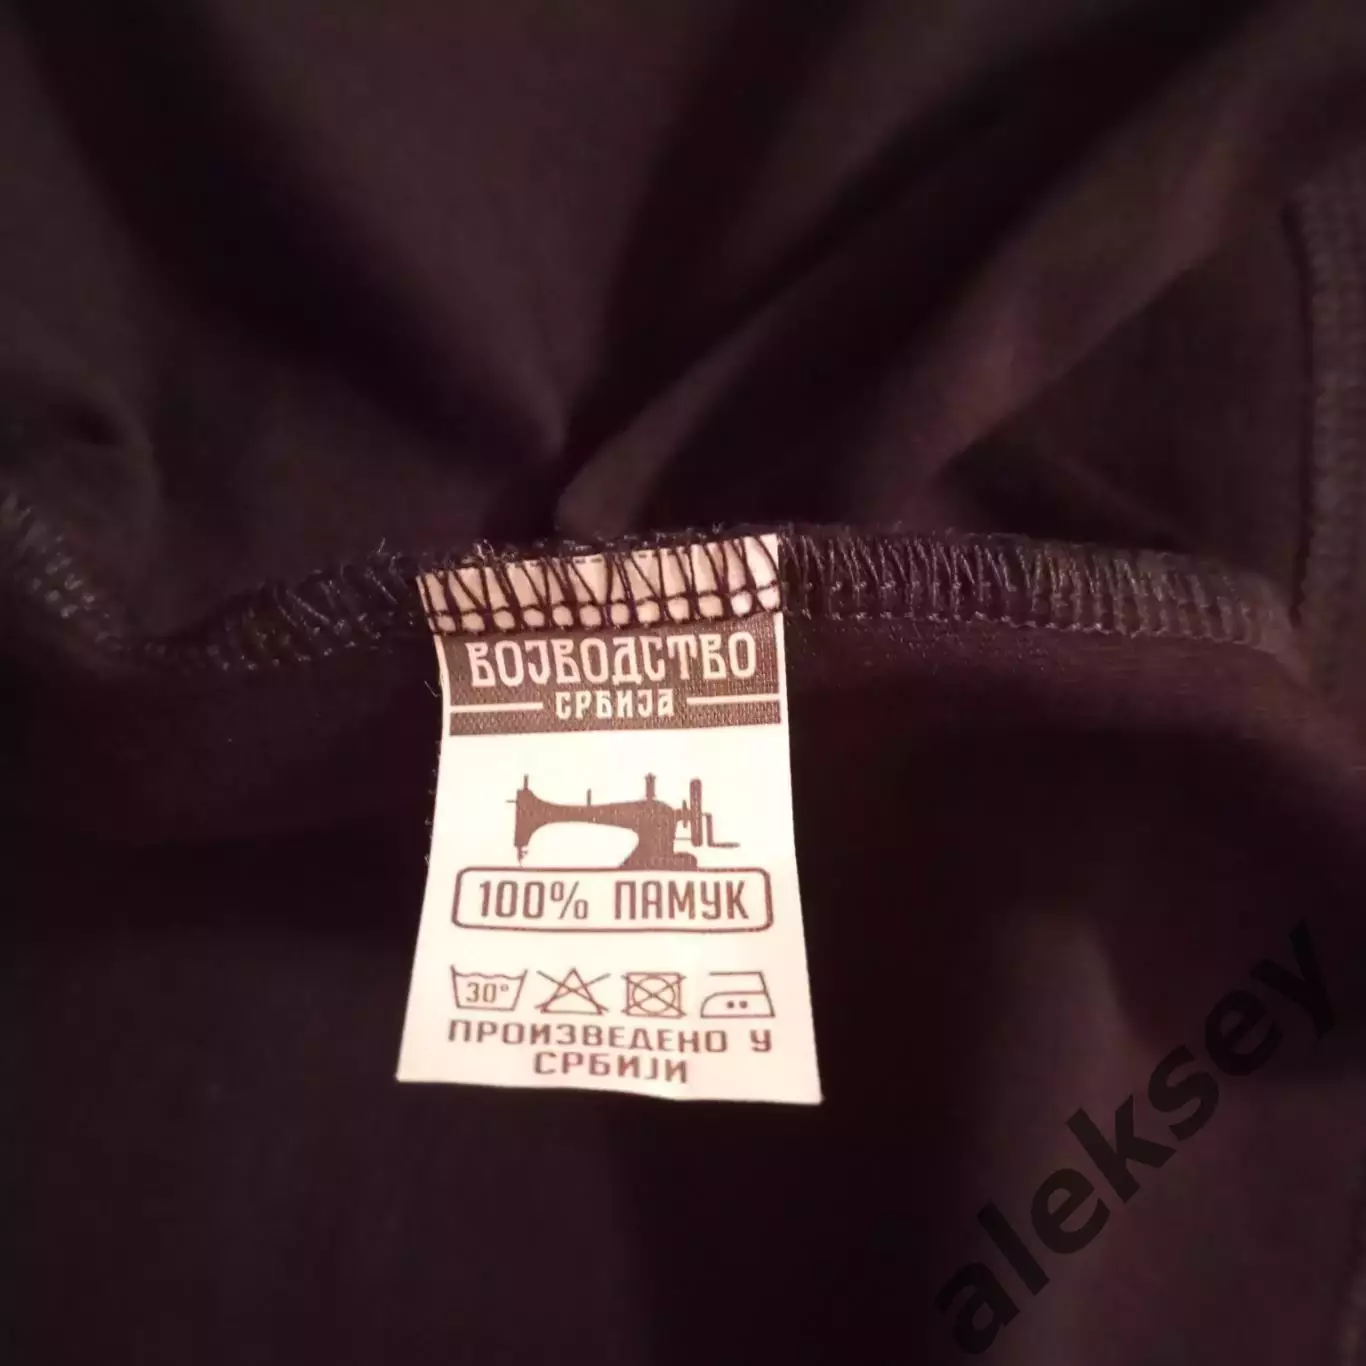 ВОЈВОДСТВО
СРБИЈА
100% ПАМУК
30°
ПРОИЗВЕДЕНО У
СРБИЈИ
aleksey